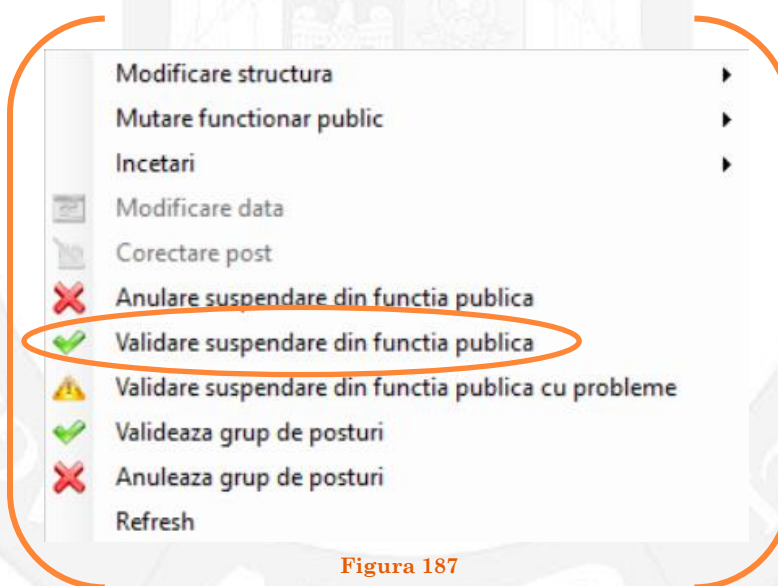 Modificare structura
Mutare functionar public
Incetari
Modificare data
Corectare post
Anulare suspendare din functia publica
Validare suspendare din functia publica
Validare suspendare din functia publica cu probleme
Valideaza grup de posturi
Anuleaza grup de posturi
Refresh
Figura 187